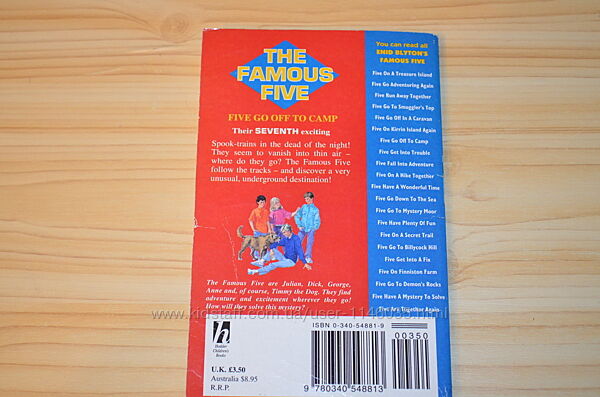 THE
FAMOUS
FIVE
FIVE GO OFF TO CAMP
Their SEVENTH exciting
Spook-trains in the dead of the night!
They seem to vanish into thin air –
where do they go? The Famous Five
follow the tracks – and discover a very
unusual, underground destination!
The Famous Five are Julian, Dick, George,
Anne and, of course, Timmy the Dog. They find
adventure and excitement wherever they go!
How will they solve this mystery?
h
Hodder
Children's
Books
U.K. £3.50
Australia $8.95
R.R.P.
ISBN 0-340-54881-9
00350
9 780340 548813
You can read all
ENID BLYTON'S
FAMOUS FIVE
Five On A Treasure Island
Five Go Adventuring Again
Five Run Away Together
Five Go To Smuggler's Top
Five Go Off In A Caravan
Five On Kirrin Island Again
Five Go Off To Camp
Five Get Into Trouble
Five Fall Into Adventure
Five On A Hike Together
Five Have A Wonderful Time
Five Go Down To The Sea
Five Go To Mystery Moor
Five Have Plenty Of Fun
Five On A Secret Trail
Five Go To Billycock Hill
Five Get Into A Fix
Five On Finniston Farm
Five Go To Demon's Rocks
Five Have A Mystery To Solve
Five Are Together Again